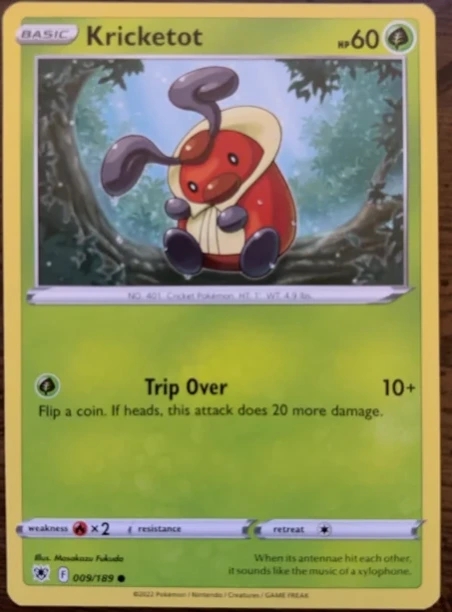 BASIC Kricketot HP 60
NO. 401 Cricket Pokémon HT: 1' WT: 4.9 lbs.
Trip Over 10+
Flip a coin. If heads, this attack does 20 more damage.
weakness ×2 resistance retreat
Illus. Masakazu Fukuda
When its antennae hit each other,
it sounds like the music of a xylophone.
F 009/189
©2022 Pokémon / Nintendo / Creatures / GAME FREAK